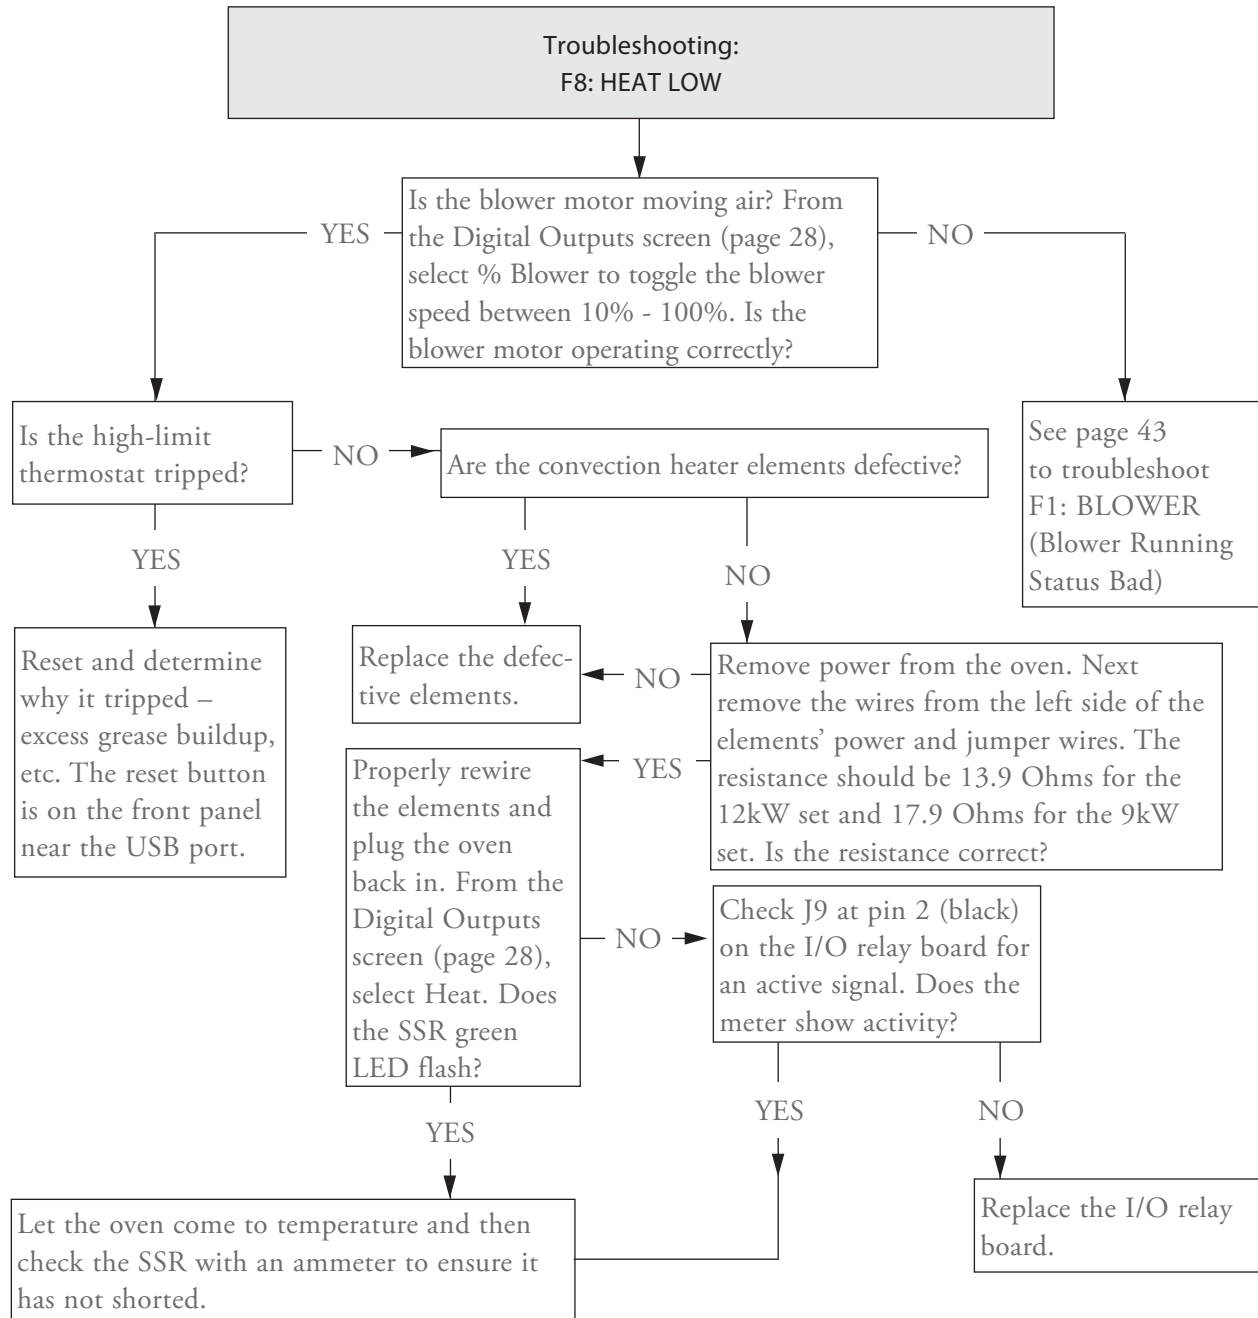 Troubleshooting:
F8: HEAT LOW
Is the blower motor moving air? From
the Digital Outputs screen (page 28),
select % Blower to toggle the blower
speed between 10% - 100%. Is the
blower motor operating correctly?
YES
NO
Is the high-limit
thermostat tripped?
NO
Are the convection heater elements defective?
See page 43
to troubleshoot
F1: BLOWER
(Blower Running
Status Bad)
YES
YES
NO
Reset and determine
why it tripped –
excess grease buildup,
etc. The reset button
is on the front panel
near the USB port.
Replace the defec-
tive elements.
NO
Remove power from the oven. Next
remove the wires from the left side of the
elements' power and jumper wires. The
resistance should be 13.9 Ohms for the
12kW set and 17.9 Ohms for the 9kW
set. Is the resistance correct?
YES
Properly rewire
the elements and
plug the oven
back in. From the
Digital Outputs
screen (page 28),
select Heat. Does
the SSR green
LED flash?
NO
Check J9 at pin 2 (black)
on the I/O relay board for
an active signal. Does the
meter show activity?
YES
YES
NO
Let the oven come to temperature and then
check the SSR with an ammeter to ensure it
has not shorted.
Replace the I/O relay
board.